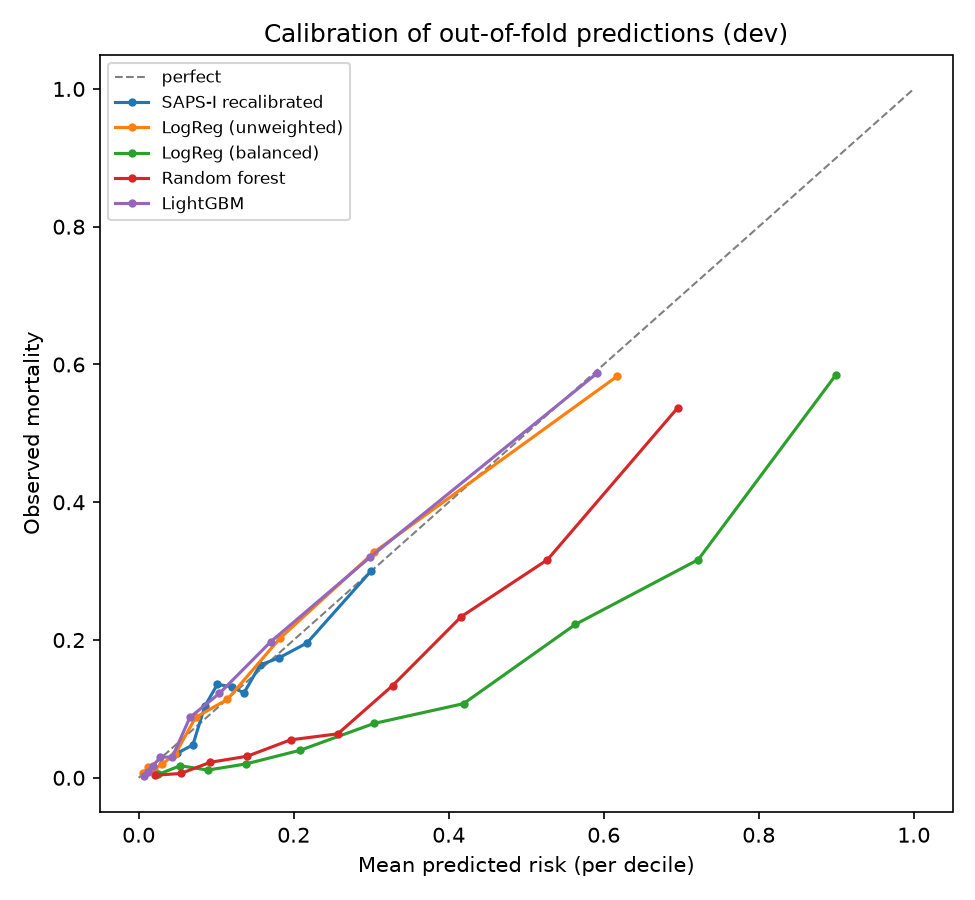 Calibration of out-of-fold predictions (dev)
perfect
SAPS-I recalibrated
LogReg (unweighted)
LogReg (balanced)
Random forest
LightGBM
Observed mortality
1.0
0.8
0.6
0.4
0.2
0.0
0.0 0.2 0.4 0.6 0.8 1.0
Mean predicted risk (per decile)